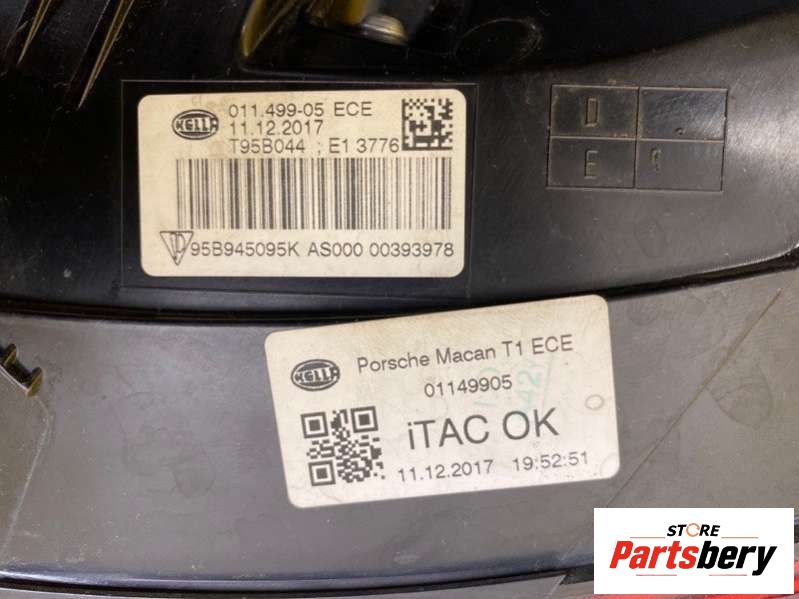 HELLA
011.499-05 ECE
11.12.2017
T95B044 ; E1 3776
95B945095K AS000 00393978
D
E
HELLA
Porsche Macan T1 ECE
01149905
iTAC OK
11.12.2017 19:52:51
STORE
Partsbery